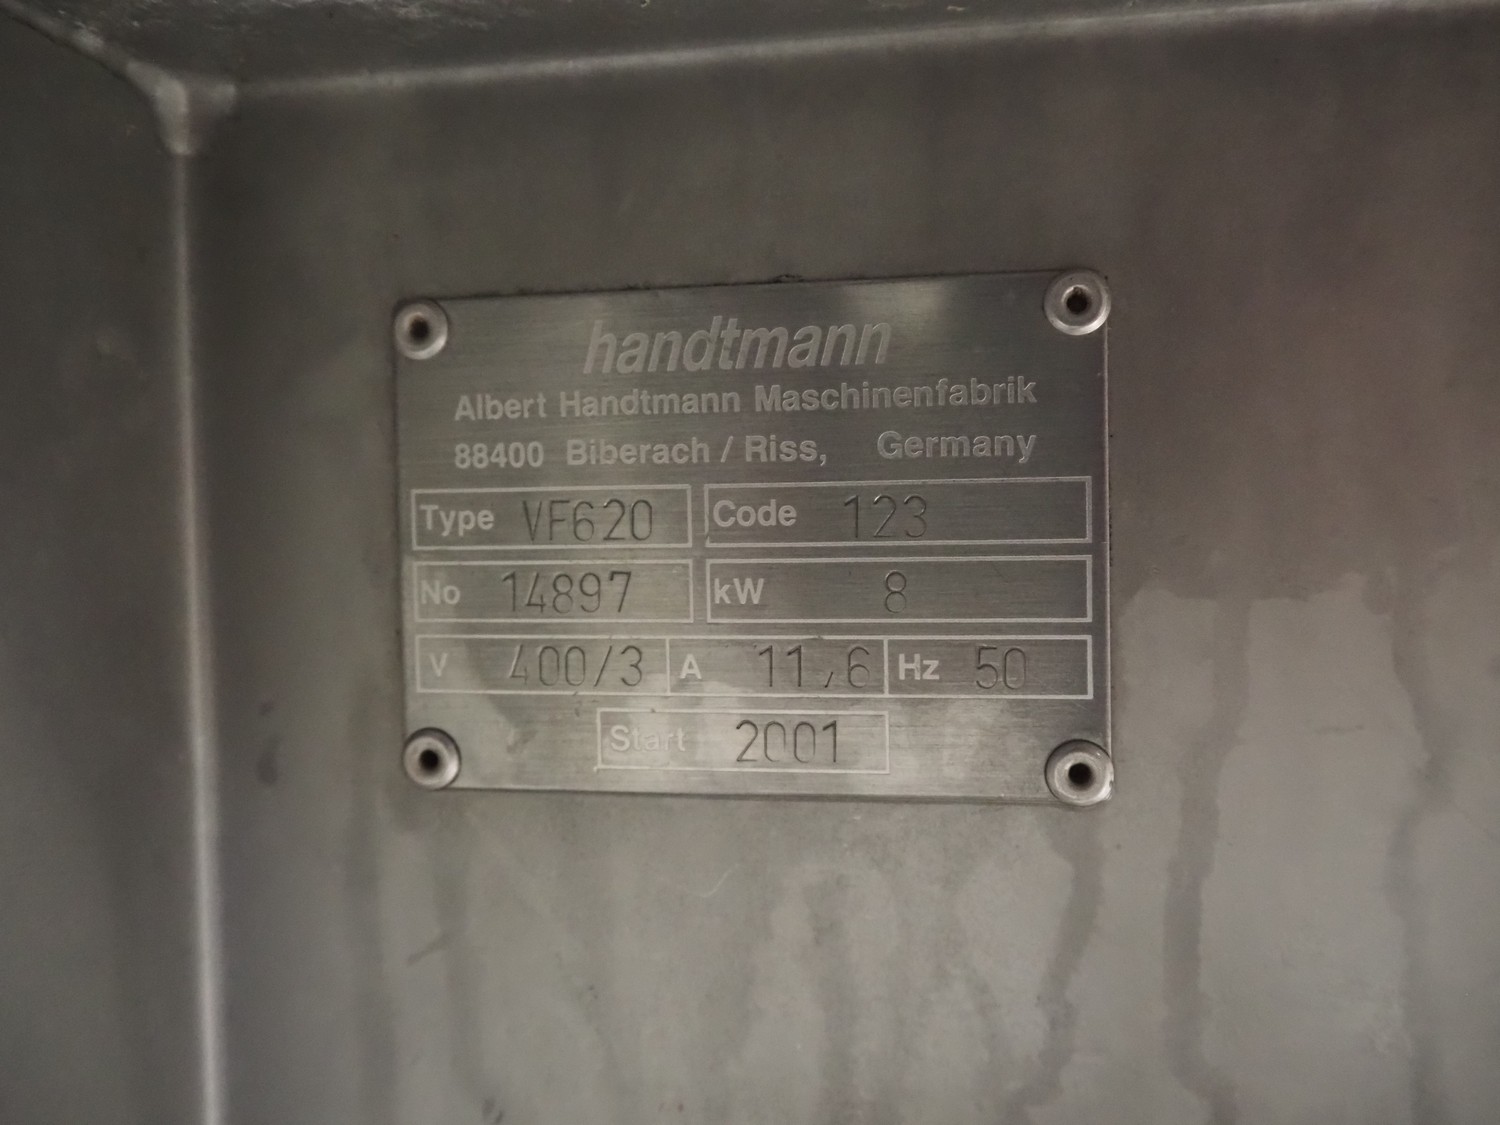 handtmann
Albert Handtmann Maschinenfabrik
88400 Biberach / Riss, Germany
Type VF620 Code 123
No 14897 kW 8
V 400/3 A 11,6 Hz 50
Start 2001